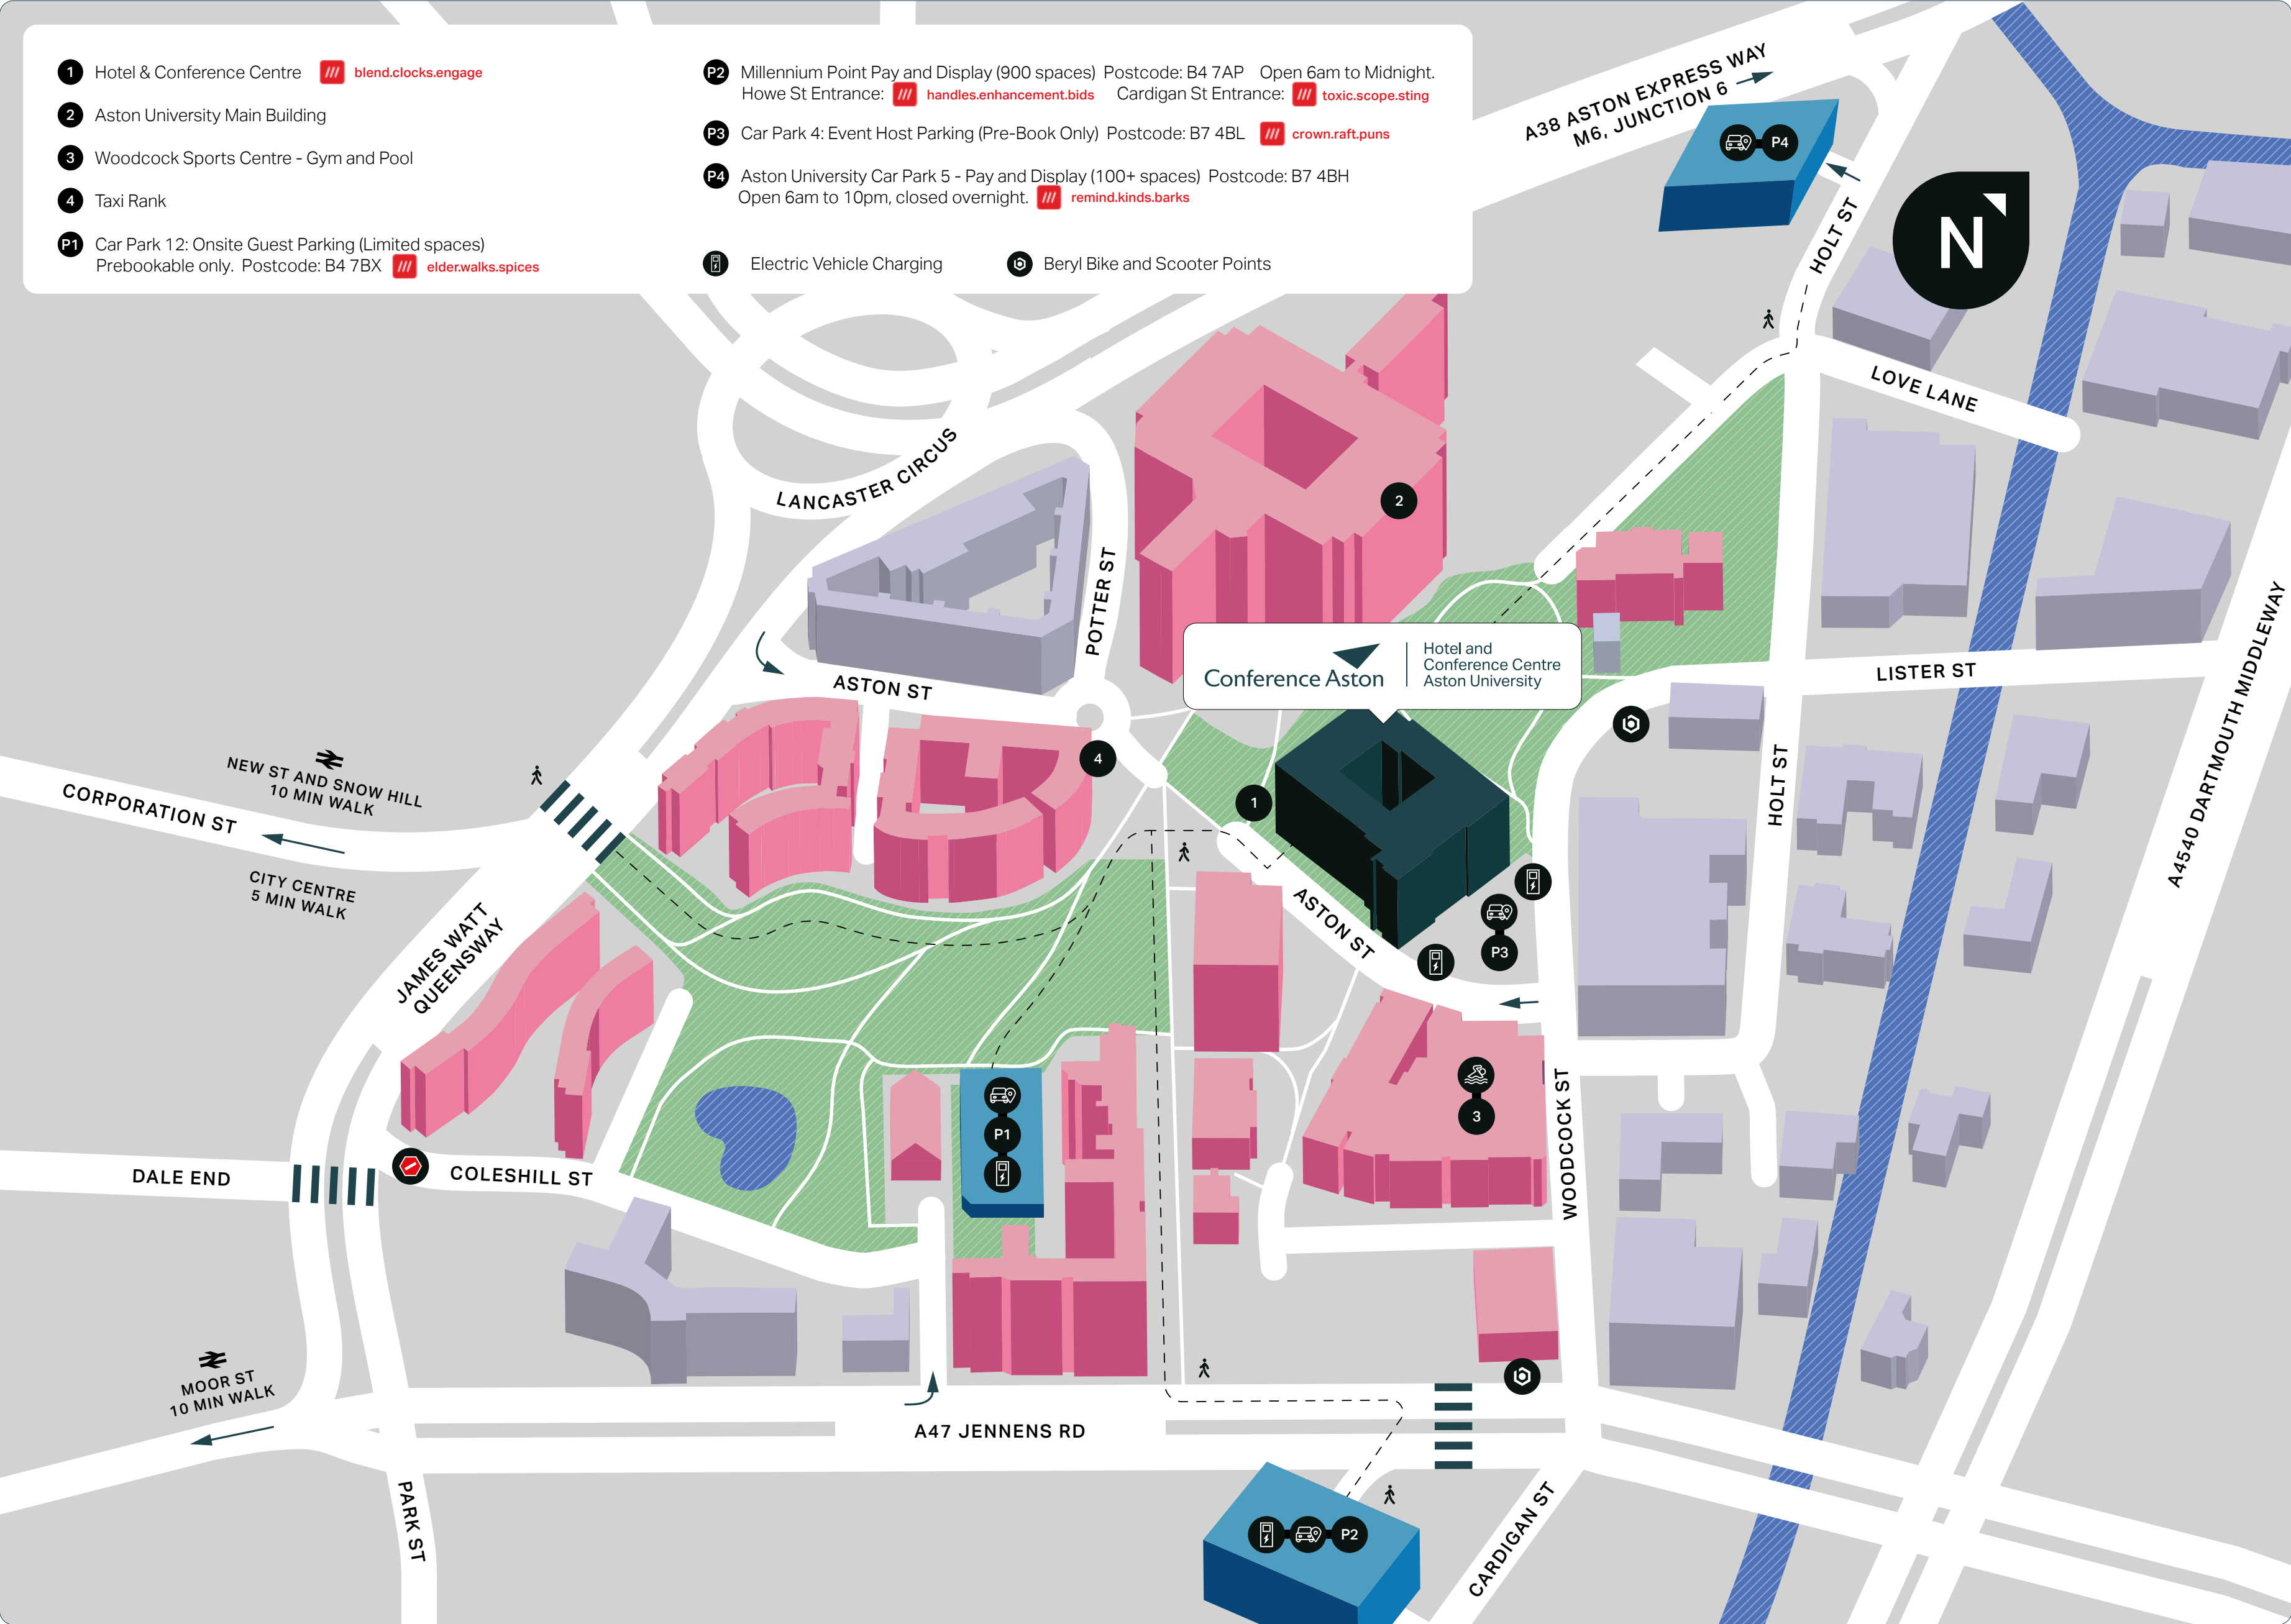 1 Hotel & Conference Centre /// blend.clocks.engage
2 Aston University Main Building
3 Woodcock Sports Centre - Gym and Pool
4 Taxi Rank
P1 Car Park 12: Onsite Guest Parking (Limited spaces)
Prebookable only. Postcode: B4 7BX /// elder.walks.spices
P2 Millennium Point Pay and Display (900 spaces) Postcode: B4 7AP Open 6am to Midnight.
Howe St Entrance: /// handles.enhancement.bids Cardigan St Entrance: /// toxic.scope.sting
P3 Car Park 4: Event Host Parking (Pre-Book Only) Postcode: B7 4BL /// crown.raft.puns
P4 Aston University Car Park 5 - Pay and Display (100+ spaces) Postcode: B7 4BH
Open 6am to 10pm, closed overnight. /// remind.kinds.barks
Electric Vehicle Charging
Beryl Bike and Scooter Points
A38 ASTON EXPRESS WAY
M6, JUNCTION 6
P4
HOLT ST
N
LOVE LANE
LANCASTER CIRCUS
2
POTTER ST
Conference Aston
Hotel and
Conference Centre
Aston University
ASTON ST
LISTER ST
A4540 DARTMOUTH MIDDLEWAY
4
1
HOLT ST
NEW ST AND SNOW HILL
10 MIN WALK
CORPORATION ST
CITY CENTRE
5 MIN WALK
JAMES WATT
QUEENSWAY
ASTON ST
P3
3
P1
WOODCOCK ST
DALE END
COLESHILL ST
MOOR ST
10 MIN WALK
A47 JENNENS RD
PARK ST
P2
CARDIGAN ST